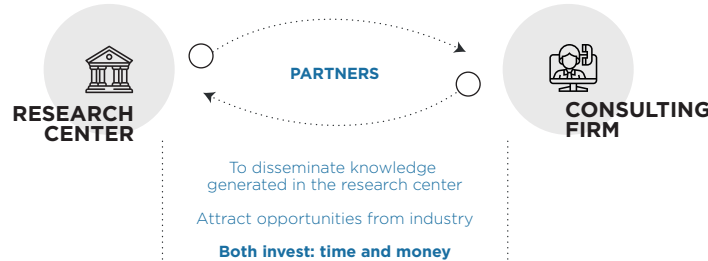 PARTNERS
RESEARCH
CENTER
CONSULTING
FIRM
To disseminate knowledge
generated in the research center
Attract opportunities from industry
Both invest: time and money